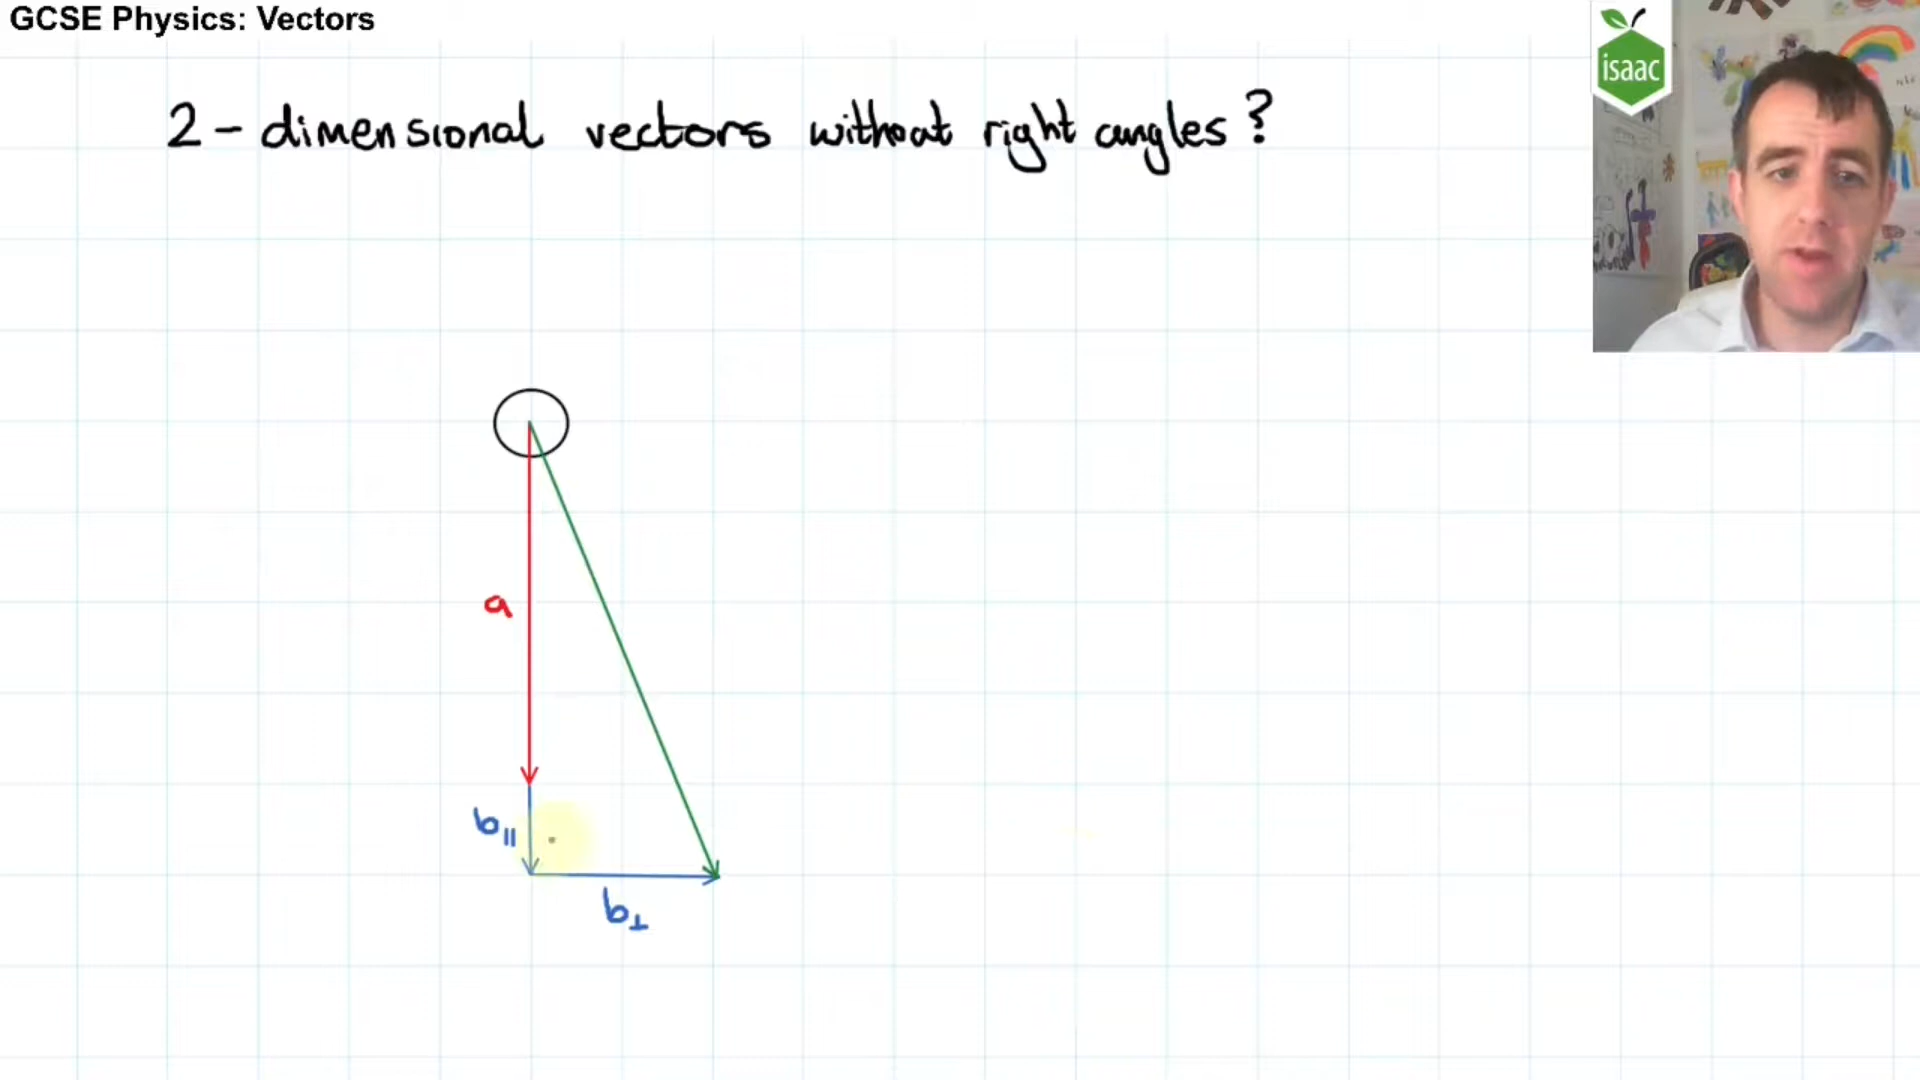 GCSE Physics: Vectors
isaac
2 - dimensional vectors without right angles?
a
b||
b⊥